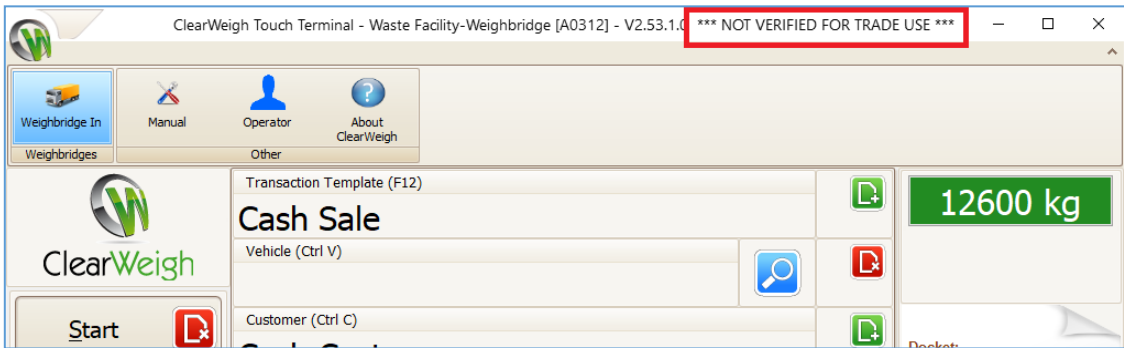 ClearWeigh Touch Terminal - Waste Facility-Weighbridge [A0312] - V2.53.1.0 *** NOT VERIFIED FOR TRADE USE ***
Weighbridge In
Manual
Operator
About
ClearWeigh
Weighbridges
Other
ClearWeigh
Transaction Template (F12)
Cash Sale
12600 kg
Vehicle (Ctrl V)
Start
Customer (Ctrl C)